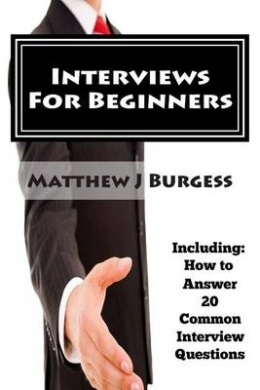 Interviews
For Beginners
Matthew J Burgess
Including:
How to
Answer
20
Common
Interview
Questions